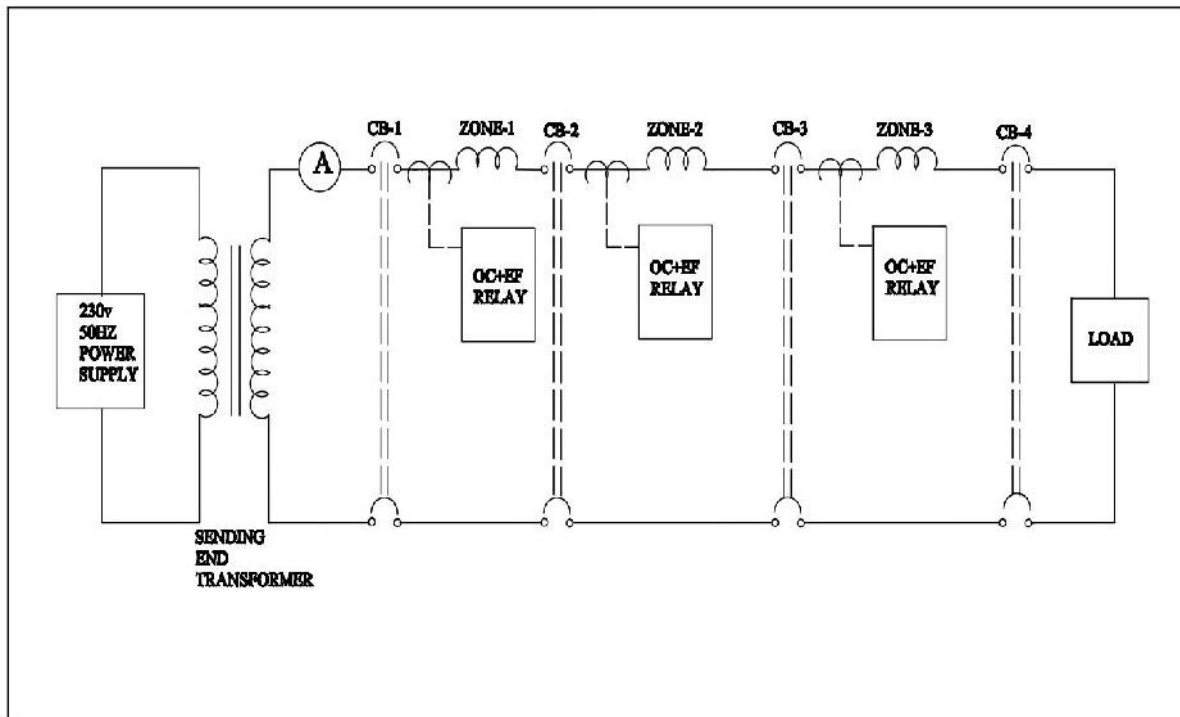 CB-1
ZONE-1
CB-2
ZONE-2
CB-3
ZONE-3
CB-4
A
OC+EF
RELAY
OC+EF
RELAY
OC+EF
RELAY
230v
50HZ
POWER
SUPPLY
LOAD
SENDING
END
TRANSFORMER